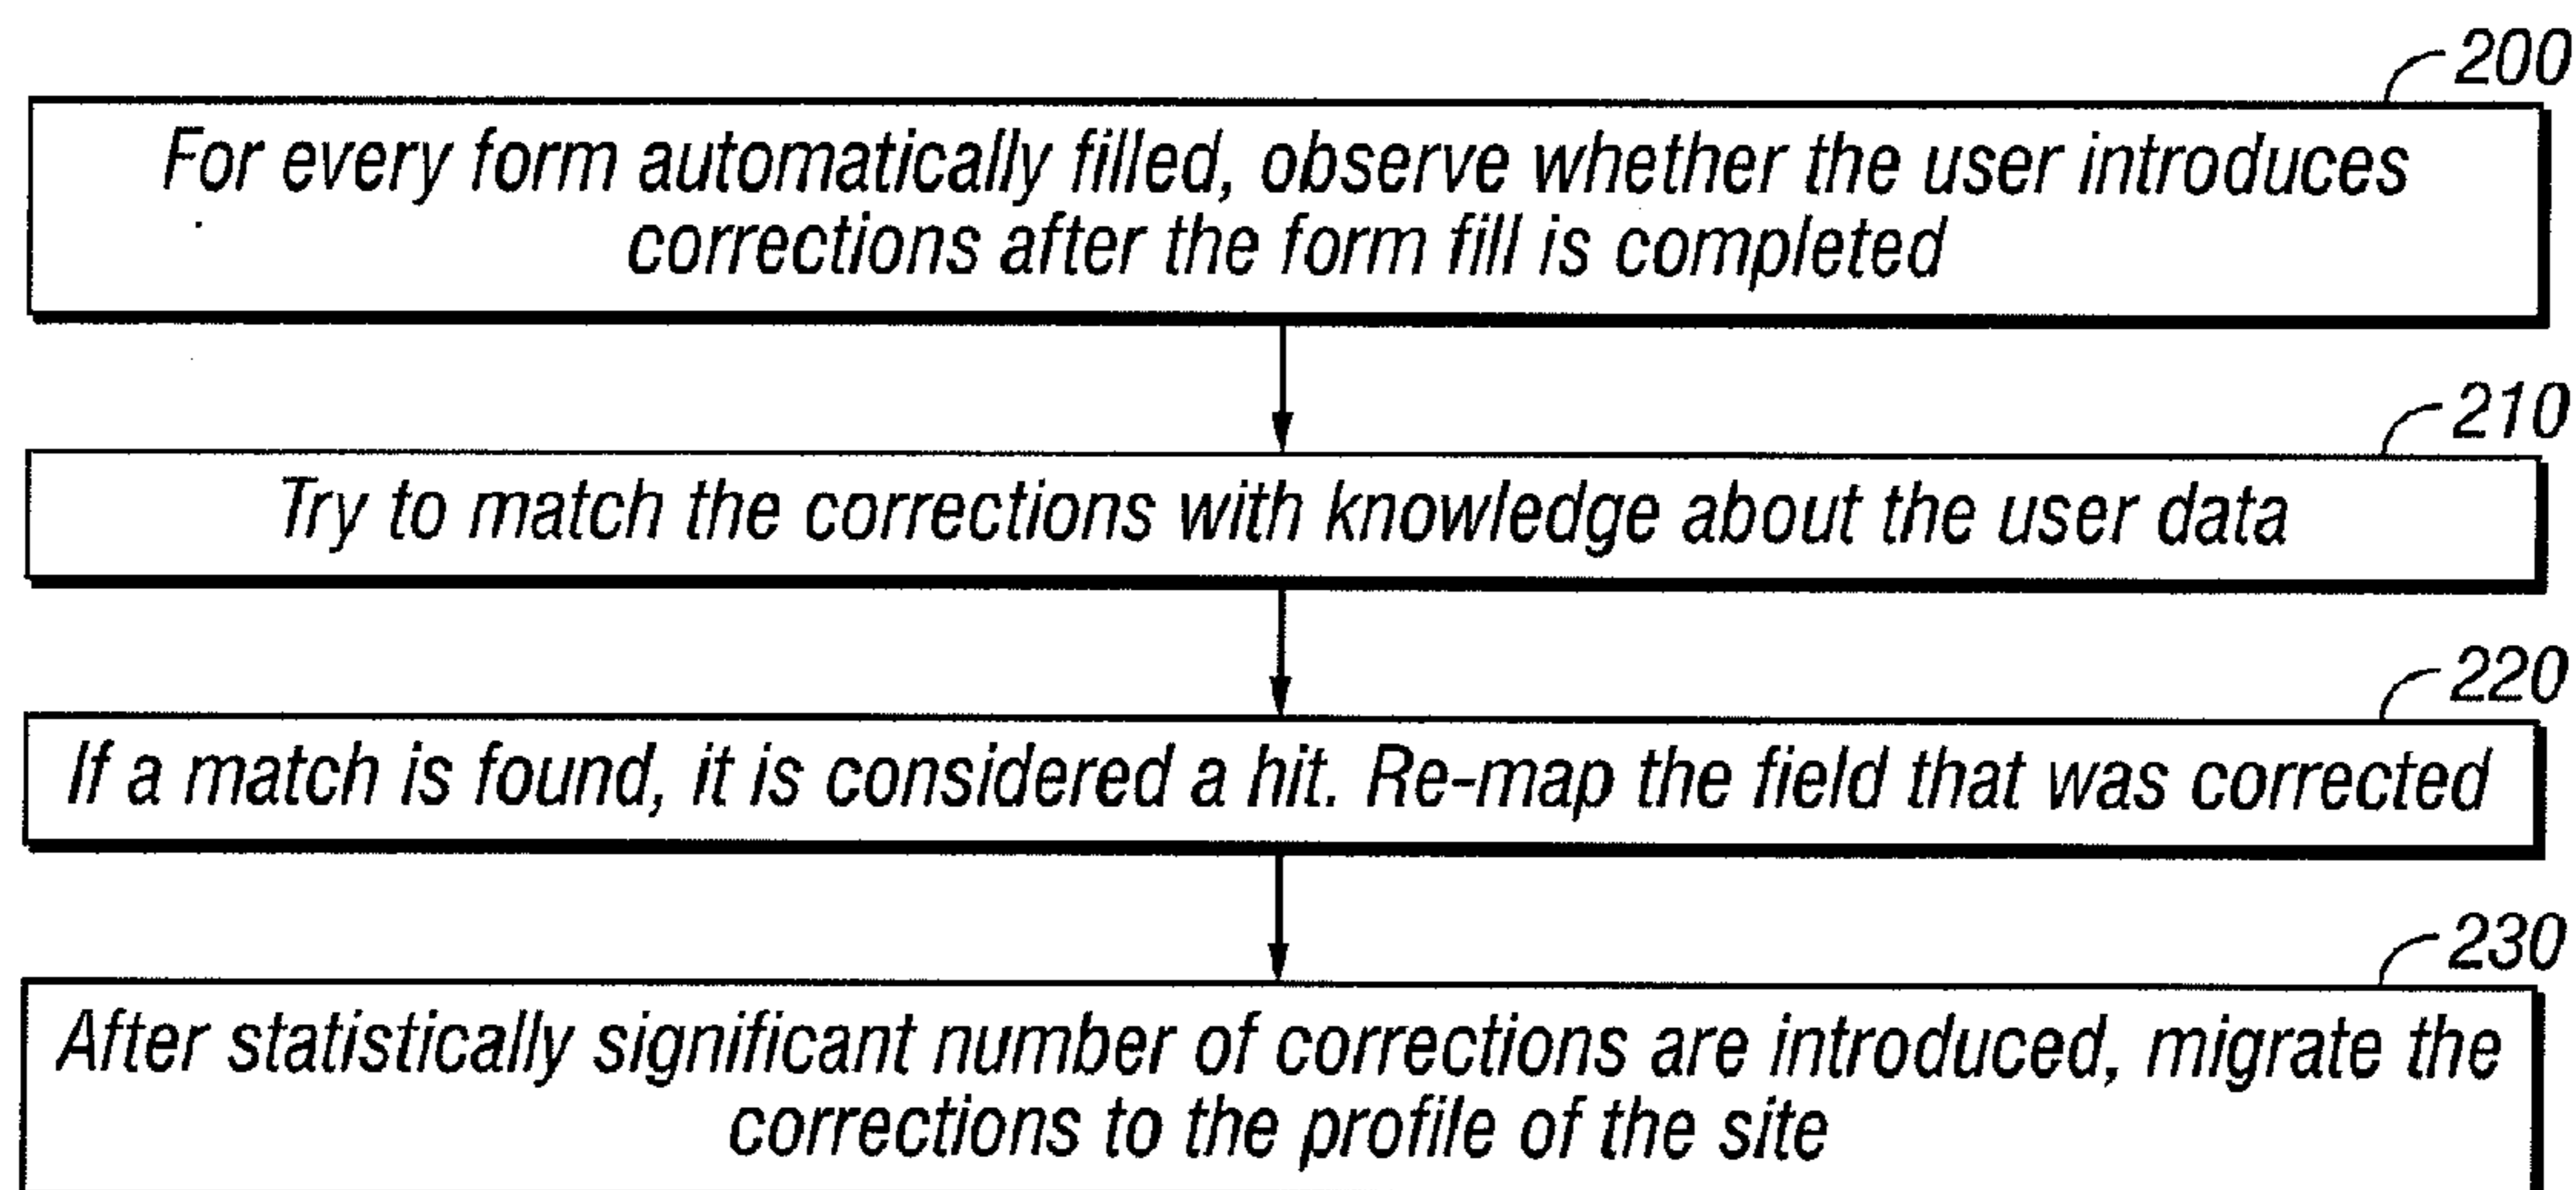 200
For every form automatically filled, observe whether the user introduces
corrections after the form fill is completed
210
Try to match the corrections with knowledge about the user data
220
If a match is found, it is considered a hit. Re-map the field that was corrected
230
After statistically significant number of corrections are introduced, migrate the
corrections to the profile of the site